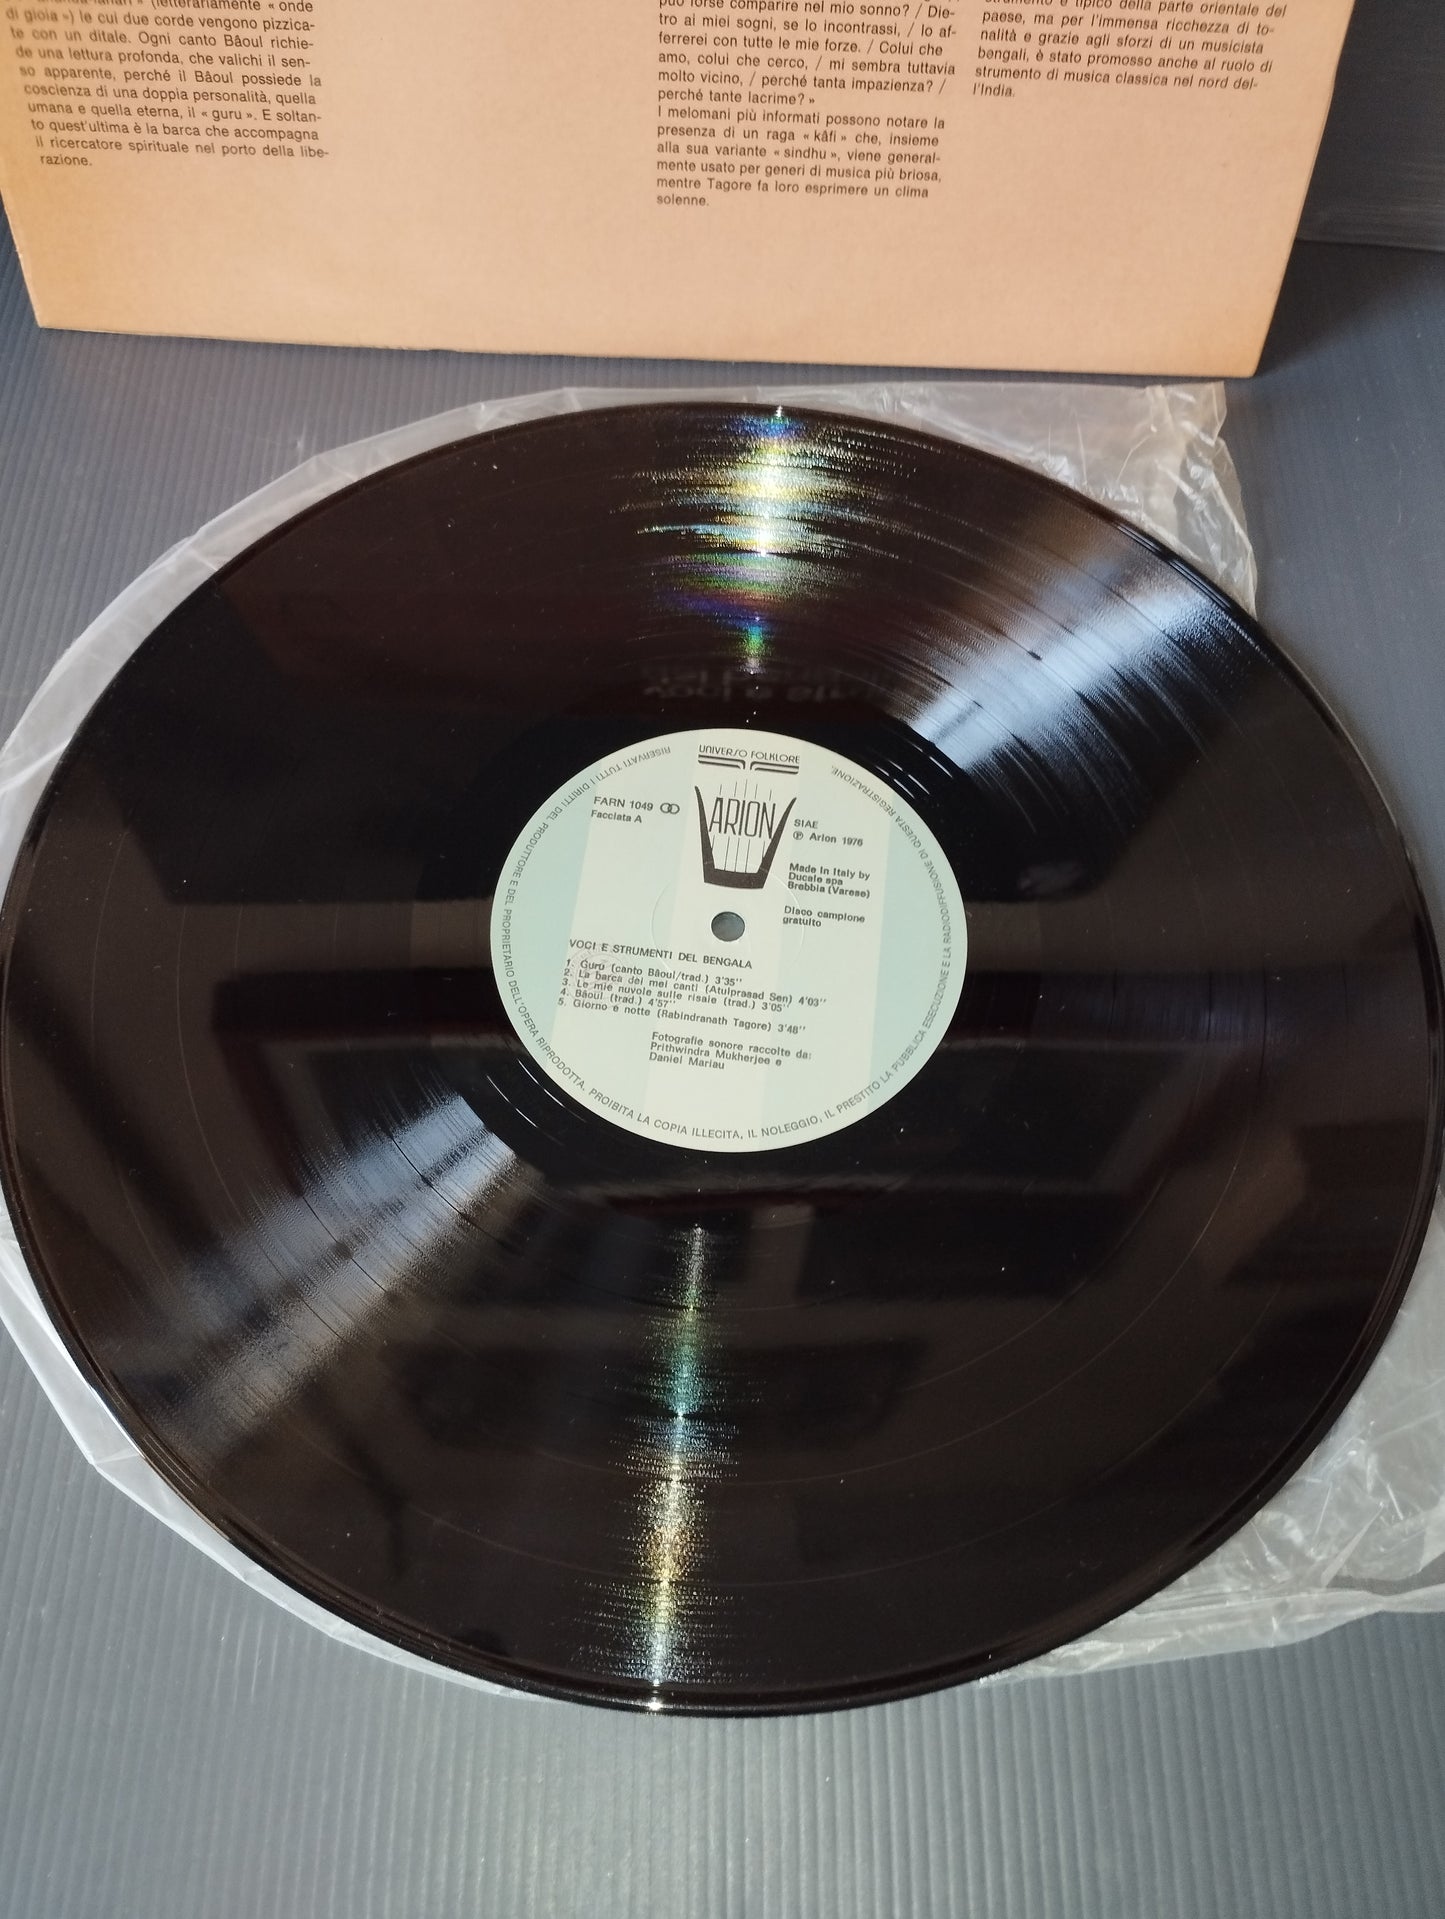 di gioia ») le cui due corde vengono pizzica-
te con un ditale. Ogni canto Bâoul richie-
de una lettura profonda, che valichi il sen-
so apparente, perché il Bâoul possiede la
coscienza di una doppia personalità, quella
umana e quella eterna, il « guru ». E soltan-
to quest'ultima è la barca che accompagna
il ricercatore spirituale nel porto della libe-
razione.
può forse comparire nel mio sonno? / Die-
tro ai miei sogni, se lo incontrassi, / lo af-
ferrerei con tutte le mie forze. / Colui che
amo, colui che cerco, / mi sembra tuttavia
molto vicino, / perché tanta impazienza? /
perché tante lacrime? »
I melomani più informati possono notare la
presenza di un raga « kâfi » che, insieme
alla sua variante « sindhu », viene general-
mente usato per generi di musica più briosa,
mentre Tagore fa loro esprimere un clima
solenne.
strumento è tipico della parte orientale del
paese, ma per l'immensa ricchezza di to-
nalità e grazie agli sforzi di un musicista
bengali, è stato promosso anche al ruolo di
strumento di musica classica nel nord del-
l'India.
UNIVERSO FOLKLORE
ARION
FARN 1049
Facciata A
SIAE
℗ Arion 1976
Made in Italy by
Ducale spa
Brebbia (Varese)
Disco campione
gratuito
VOCI E STRUMENTI DEL BENGALA
1. Guru (canto Bâoul/trad.) 3'35''
2. La barca dei miei canti (Atulprasad Sen) 4'03''
3. Le mie nuvole sulle risaie (trad.) 3'05''
4. Bâoul (trad.) 4'57''
5. Giorno e notte (Rabindranath Tagore) 3'48''
Fotografie sonore raccolte da:
Prithwindra Mukherjee e
Daniel Mariau
RISERVATI TUTTI I DIRITTI DEL PRODUTTORE E DEL PROPRIETARIO DELL'OPERA RIPRODOTTA. PROIBITA LA COPIA ILLECITA, IL NOLEGGIO, IL PRESTITO LA PUBBLICA ESECUZIONE E LA RADIODIFFUSIONE DI QUESTA REGISTRAZIONE.